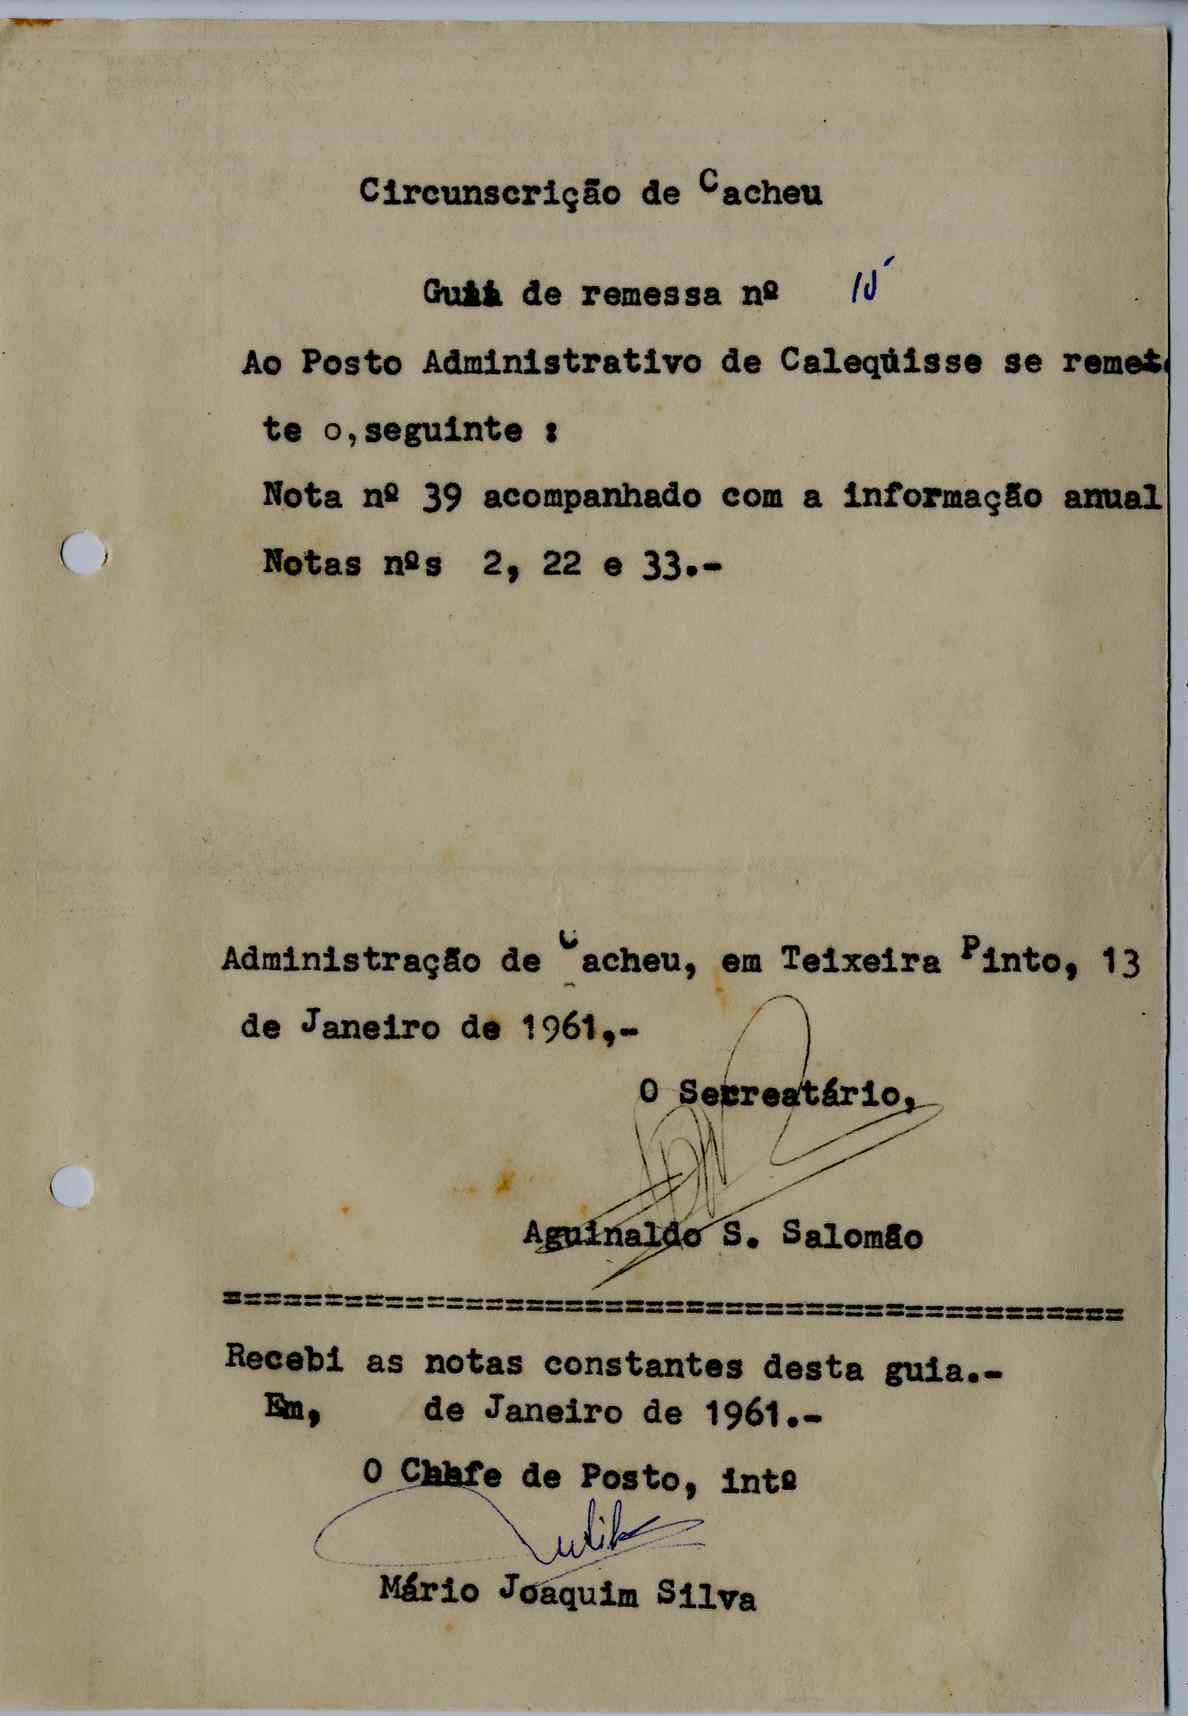 Circunscrição de Cacheu
Guia de remessa nº
Ao Posto Administrativo de Caleqüisse se remet
te o,seguinte :
Nota nº 39 acompanhado com a informação anual
Notas nºs 2, 22 e 33.-
Administração de Cacheu, em Teixeira Pinto, 13
de Janeiro de 1961,-
O Secreatário,
Aguinaldo S. Salomão
=============================================
Recebi as notas constantes desta guia.-
Em, de Janeiro de 1961.-
O Chefe de Posto, intº
Mário Joaquim Silva